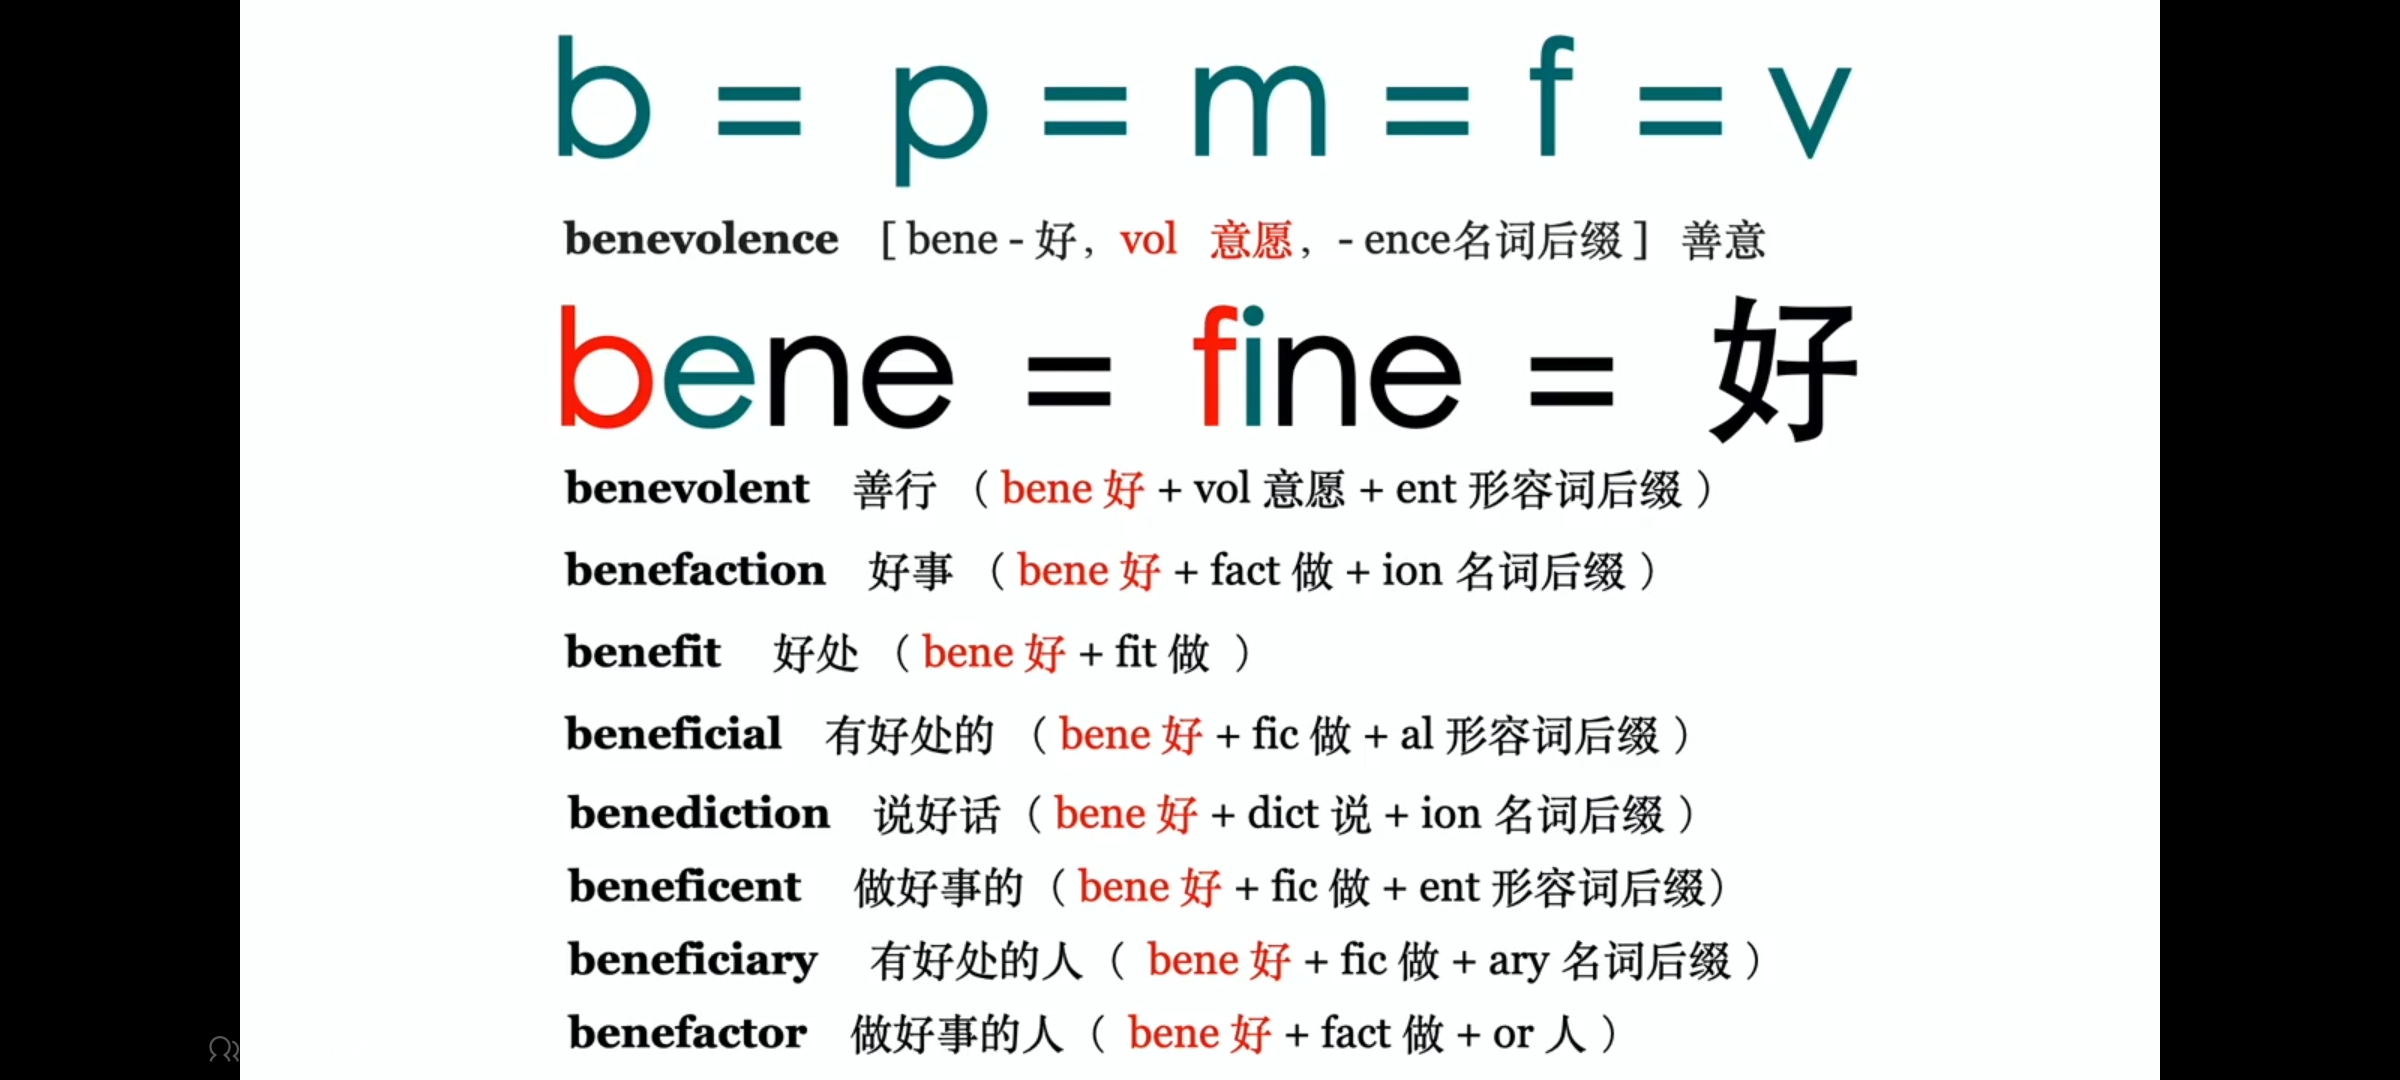 b = p = m = f = v
benevolence [ bene - 好， vol 意愿， - ence名词后缀 ] 善意
bene = fine = 好
benevolent 善行 （ bene 好 + vol 意愿 + ent 形容词后缀 ）
benefaction 好事 （ bene 好 + fact 做 + ion 名词后缀 ）
benefit 好处 （ bene 好 + fit 做 ）
beneficial 有好处的 （ bene 好 + fic 做 + al 形容词后缀 ）
benediction 说好话（ bene 好 + dict 说 + ion 名词后缀 ）
beneficent 做好事的（ bene 好 + fic 做 + ent 形容词后缀）
beneficiary 有好处的人（ bene 好 + fic 做 + ary 名词后缀 ）
benefactor 做好事的人（ bene 好 + fact 做 + or 人 ）